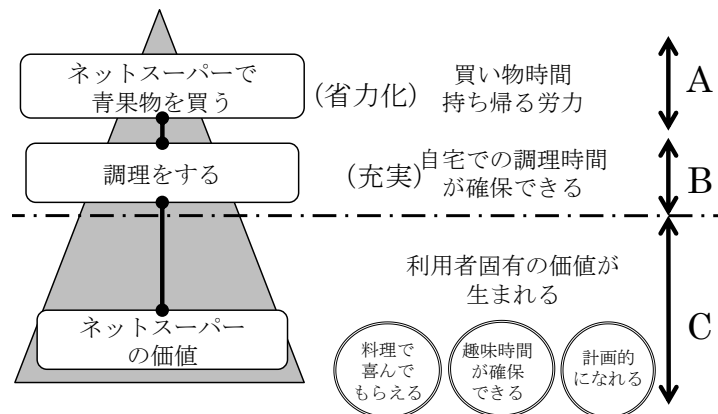 ネットスーパーで
青果物を買う
(省力化)
買い物時間
持ち帰る労力
A
調理をする
(充実)
自宅での調理時間
が確保できる
B
利用者固有の価値が
生まれる
C
ネットスーパー
の価値
料理で
喜んで
もらえる
趣味時間
が確保
できる
計画的
になれる